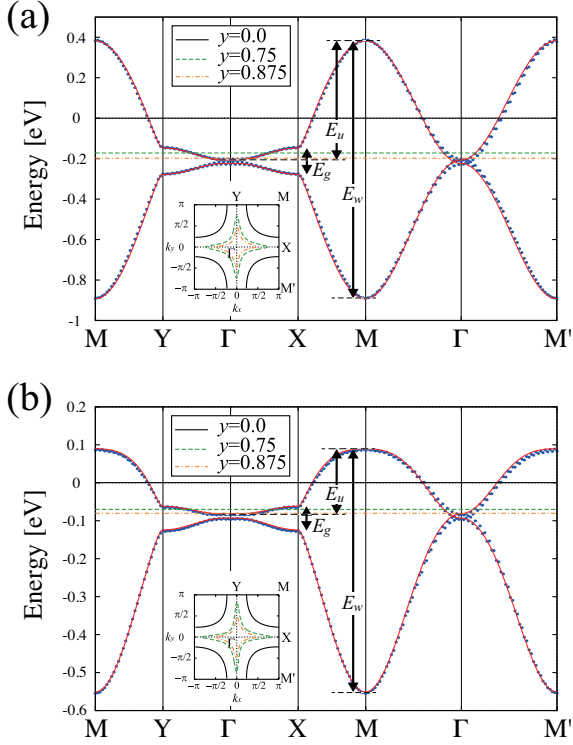 (a)
0.4
0.2
0
-0.2
-0.4
-0.6
-0.8
-1
Energy [eV]
y=0.0
y=0.75
y=0.875
E_u
E_g
E_w
Y M
π
π/2
k_y 0 Γ X
−π/2
−π M'
−π −π/2 0 π/2 π
k_x
M Y Γ X M Γ M'
(b)
0.2
0.1
0
-0.1
-0.2
-0.3
-0.4
-0.5
-0.6
Energy [eV]
y=0.0
y=0.75
y=0.875
E_u
E_g
E_w
Y M
π
π/2
k_y 0 Γ X
−π/2
−π M'
−π −π/2 0 π/2 π
k_x
M Y Γ X M Γ M'